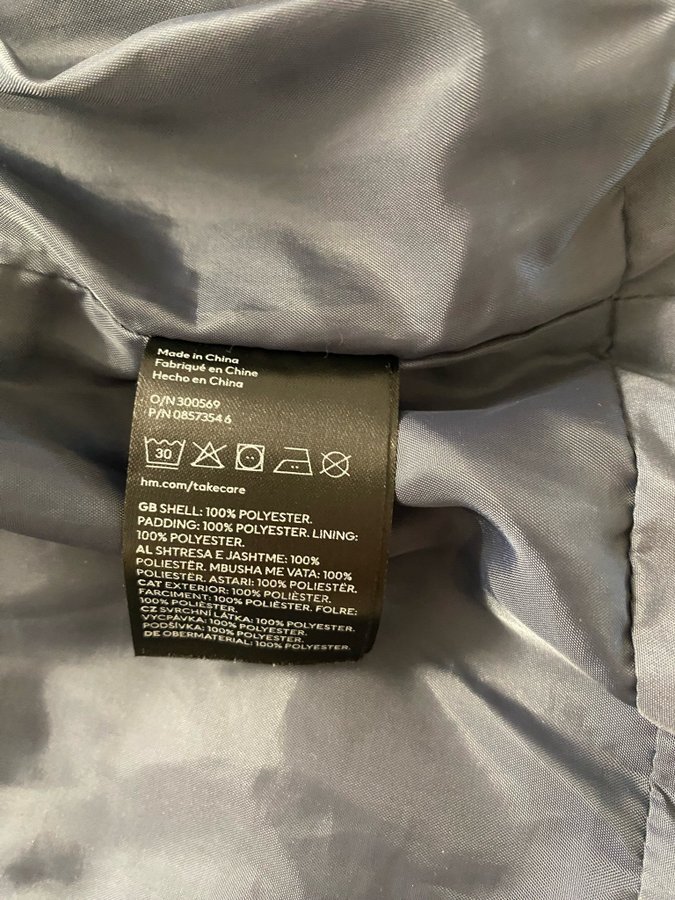 Made in China
Fabriqué en Chine
Hecho en China
O/N 300569
P/N 0857354 6
30
hm.com/takecare
GB SHELL: 100% POLYESTER.
PADDING: 100% POLYESTER. LINING:
100% POLYESTER.
AL SHTRESA E JASHTME: 100%
POLIESTËR. MBUSHA ME VATA: 100%
POLIESTËR. ASTARI: 100% POLIESTËR.
CAT EXTERIOR: 100% POLIÈSTER.
FARCIMENT: 100% POLIÈSTER. FOLRE:
100% POLIÈSTER.
CZ SVRCHNÍ LÁTKA: 100% POLYESTER.
VYCPÁVKA: 100% POLYESTER.
PODŠÍVKA: 100% POLYESTER.
DE OBERMATERIAL: 100% POLYESTER.